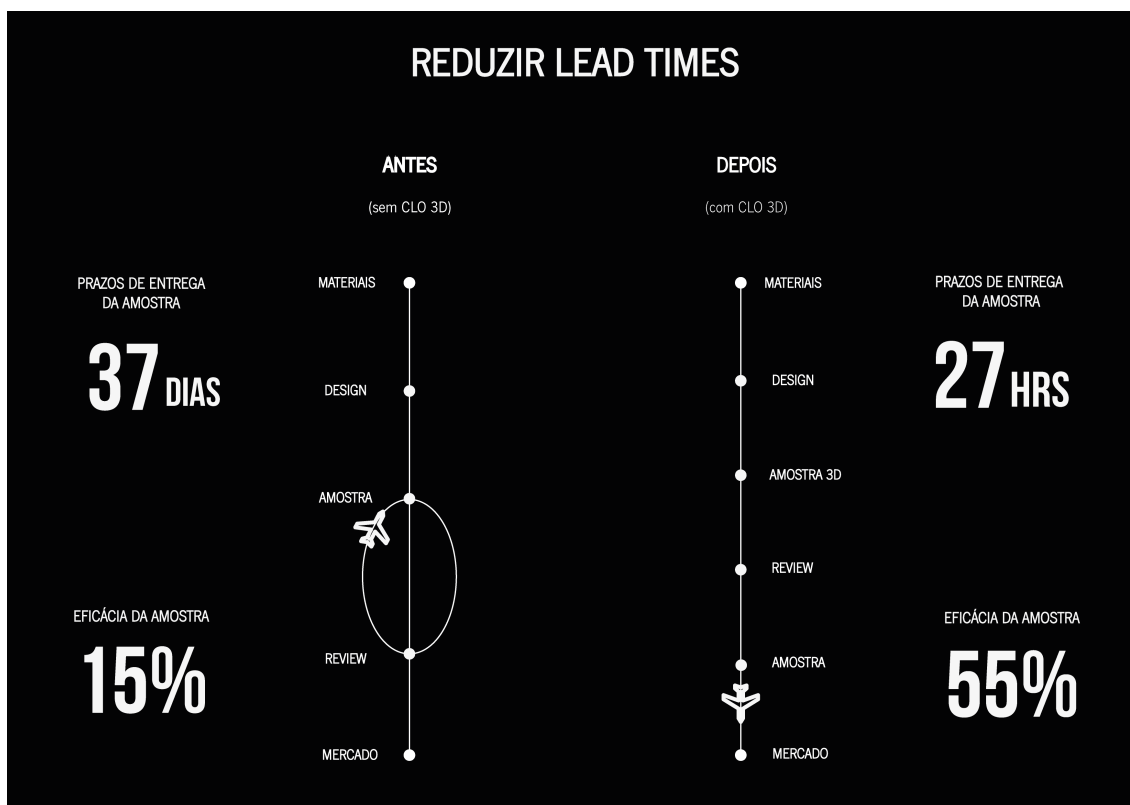 REDUZIR LEAD TIMES
ANTES
(sem CLO 3D)
PRAZOS DE ENTREGA
DA AMOSTRA
37 DIAS
EFICÁCIA DA AMOSTRA
15%
MATERIAIS
DESIGN
AMOSTRA
REVIEW
MERCADO
DEPOIS
(com CLO 3D)
MATERIAIS
DESIGN
AMOSTRA 3D
REVIEW
AMOSTRA
MERCADO
PRAZOS DE ENTREGA
DA AMOSTRA
27 HRS
EFICÁCIA DA AMOSTRA
55%